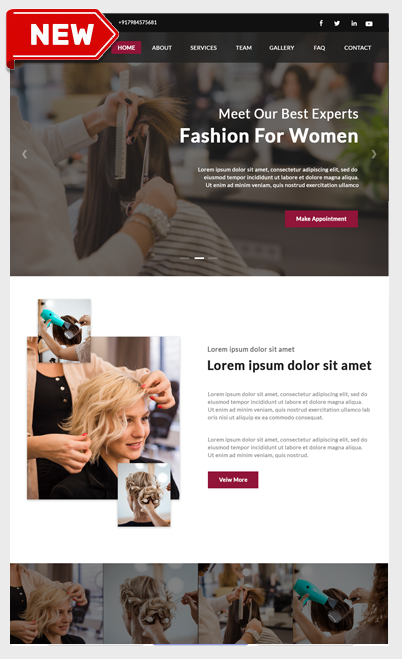 NEW
+917984575681
HOME ABOUT SERVICES TEAM GALLERY FAQ CONTACT
Meet Our Best Experts
Fashion For Women
Lorem ipsum dolor sit amet, consectetur adipiscing elit, sed do
eiusmod tempor incididunt ut labore et dolore magna aliqua.
Ut enim ad minim veniam, quis nostrud exercitation ullamco
Make Appointment
Lorem ipsum dolor sit amet
Lorem ipsum dolor sit amet
Lorem ipsum dolor sit amet, consectetur adipiscing elit, sed do
eiusmod tempor incididunt ut labore et dolore magna aliqua.
Ut enim ad minim veniam, quis nostrud exercitation ullamco lab
oris nisi ut aliquip ex ea commodo consequat.
Lorem ipsum dolor sit amet, consectetur adipiscing elit, sed do
eiusmod tempor incididunt ut labore et dolore magna aliqua.
Ut enim ad minim veniam, quis nostrud.
Veiw More